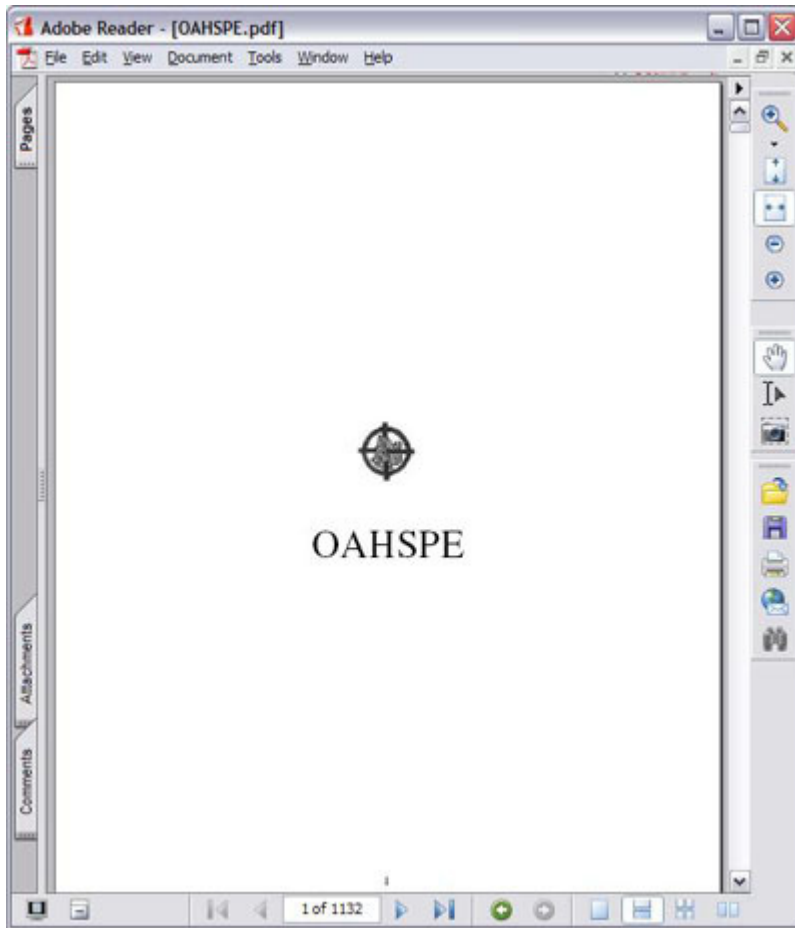 Adobe Reader - [OAHSPE.pdf]
File Edit View Document Tools Window Help
Pages
OAHSPE
Attachments
Comments
1 of 1132